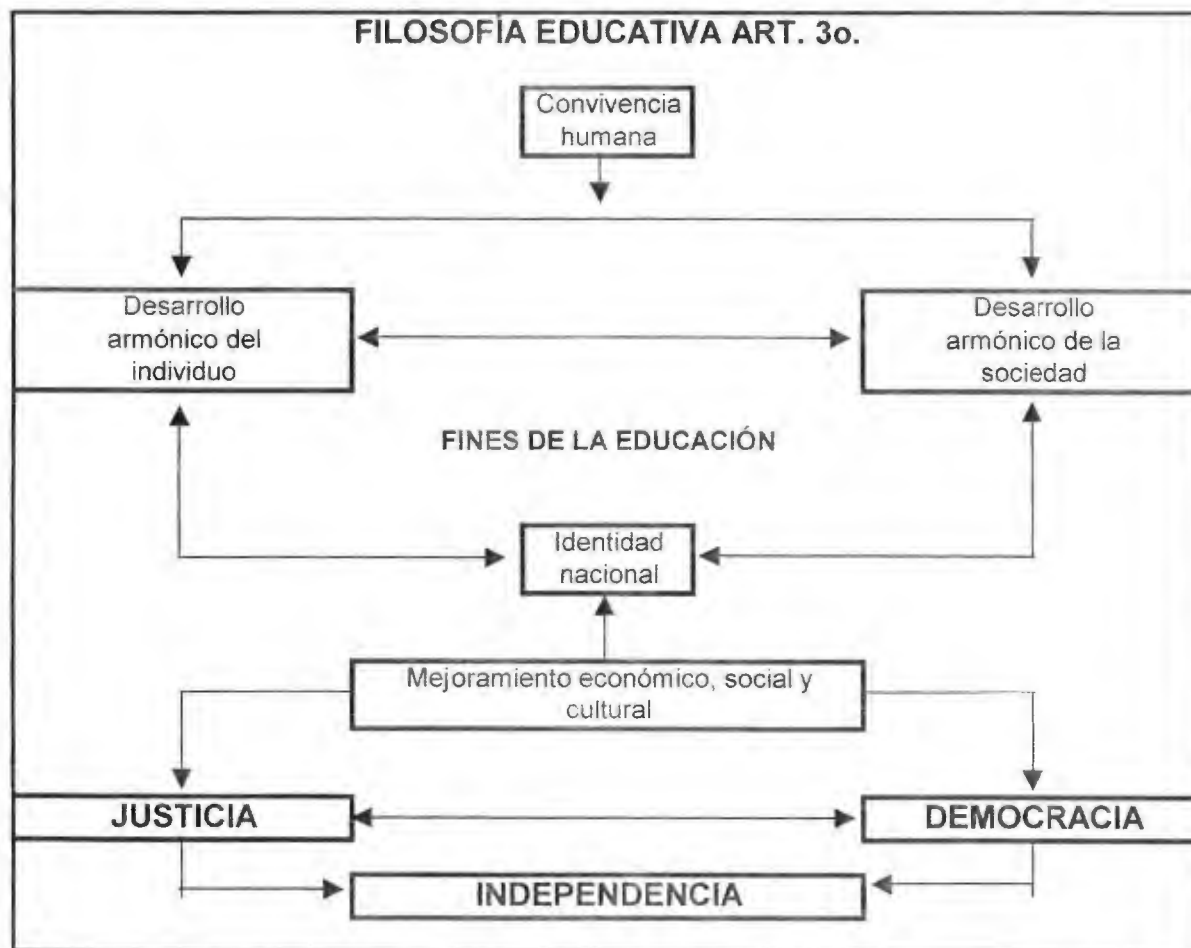 FILOSOFÍA EDUCATIVA ART. 3o.
Convivencia
humana
Desarrollo
armónico del
individuo
Desarrollo
armónico de la
sociedad
FINES DE LA EDUCACIÓN
Identidad
nacional
Mejoramiento económico, social y
cultural
JUSTICIA
DEMOCRACIA
INDEPENDENCIA